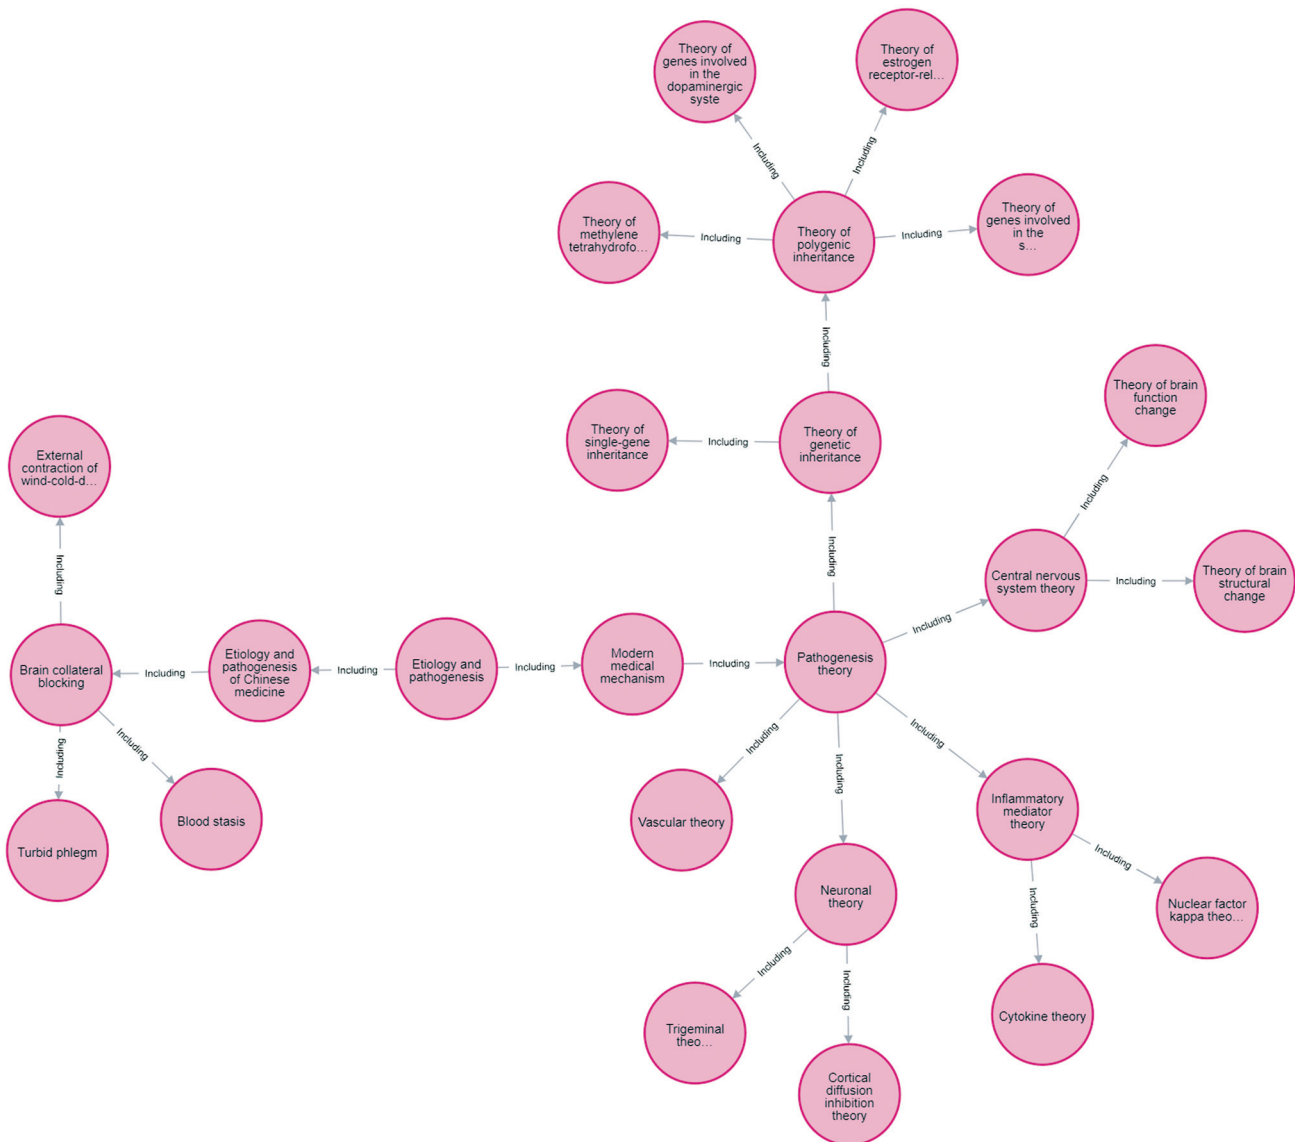 Theory of
genes involved
in the
dopaminergic
syste
Theory of
estrogen
receptor-rel...
Including
Including
Theory of
methylene
tetrahydrofo...
Including
Theory of
polygenic
inheritance
Including
Theory of
genes involved
in the
s...
Including
Theory of
single-gene
inheritance
Including
Theory of
genetic
inheritance
Theory of brain
function
change
External
contraction of
wind-cold-d...
Including
Including
Including
Central nervous
system theory
Including
Theory of brain
structural
change
Including
Including
Brain collateral
blocking
Including
Etiology and
pathogenesis
of Chinese
medicine
Including
Etiology and
pathogenesis
Including
Modern
medical
mechanism
Including
Pathogenesis
theory
Including
Including
Including
Including
Including
Turbid phlegm
Blood stasis
Vascular theory
Inflammatory
mediator
theory
Neuronal
theory
Including
Including
Nuclear factor
kappa theo...
Including
Including
Trigeminal
theo...
Cytokine theory
Cortical
diffusion
inhibition
theory